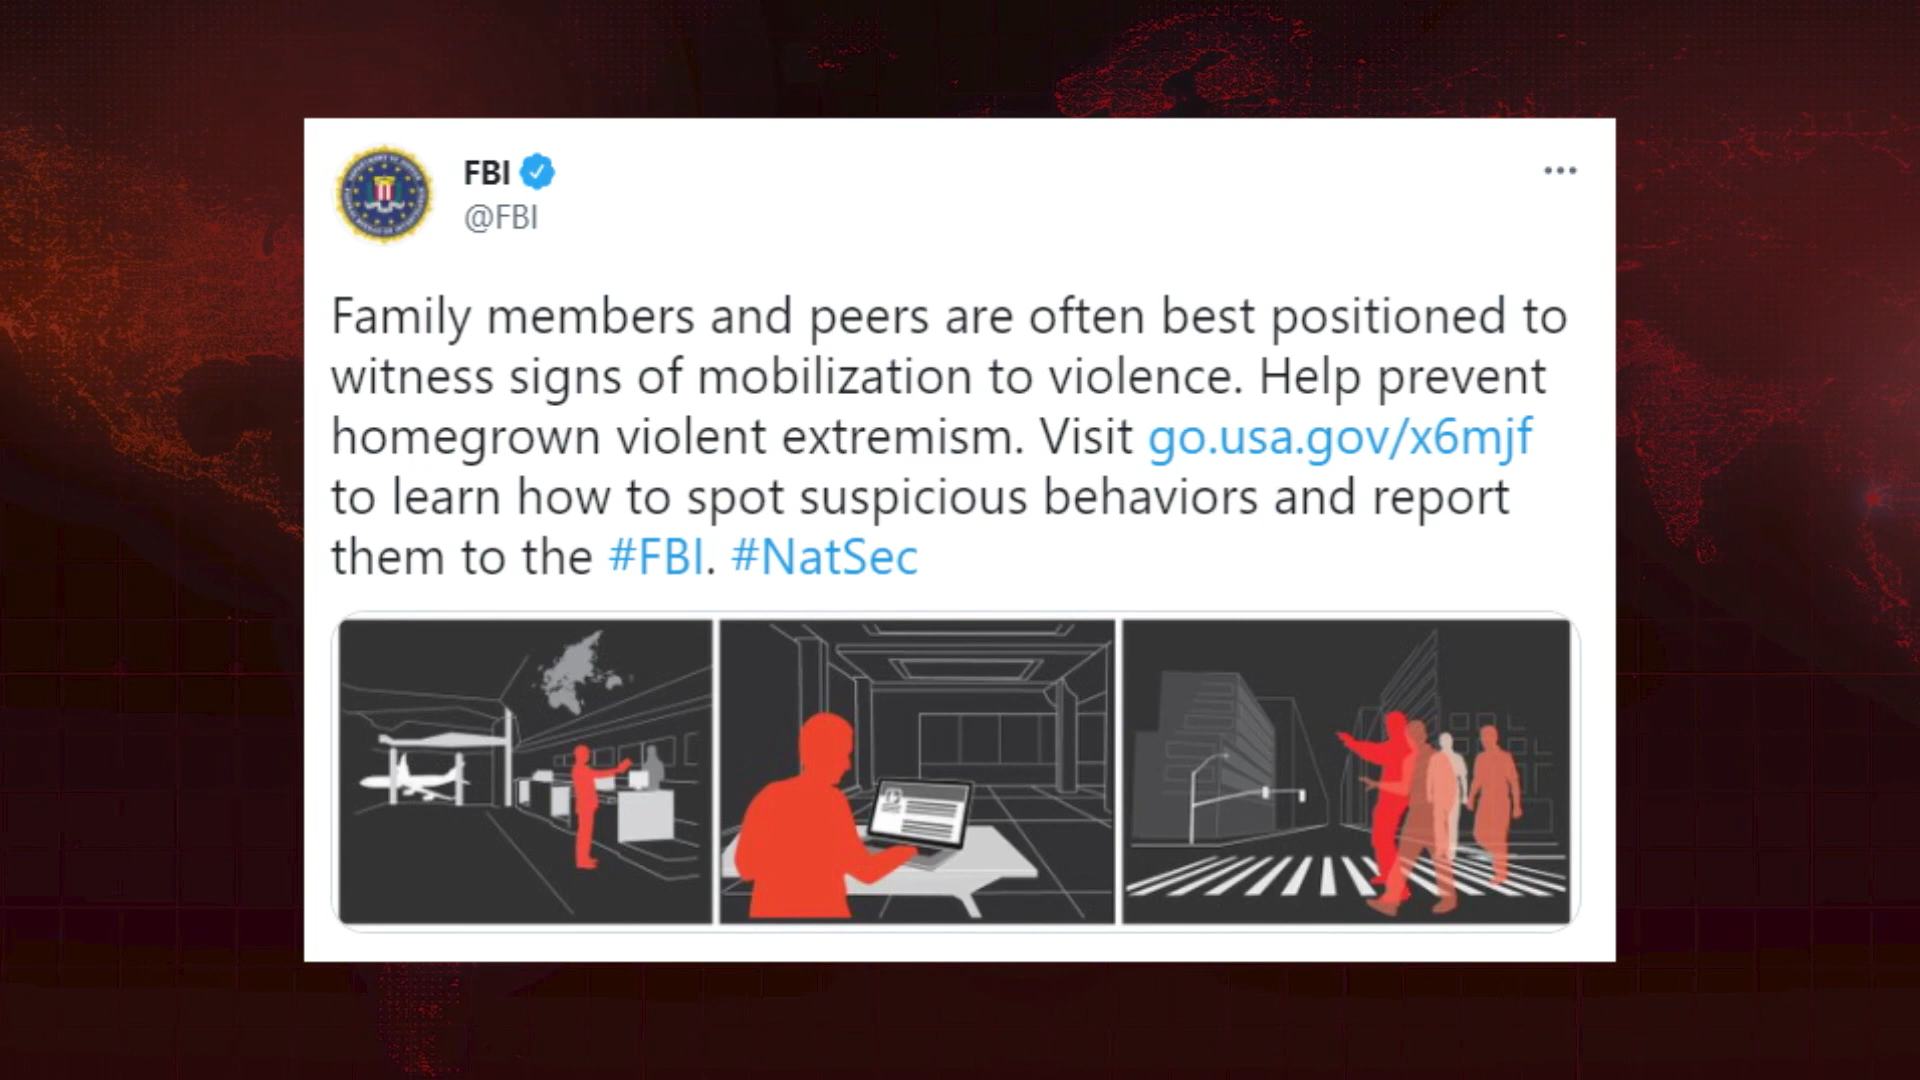 FBI
@FBI
Family members and peers are often best positioned to
witness signs of mobilization to violence. Help prevent
homegrown violent extremism. Visit go.usa.gov/x6mjf
to learn how to spot suspicious behaviors and report
them to the #FBI. #NatSec